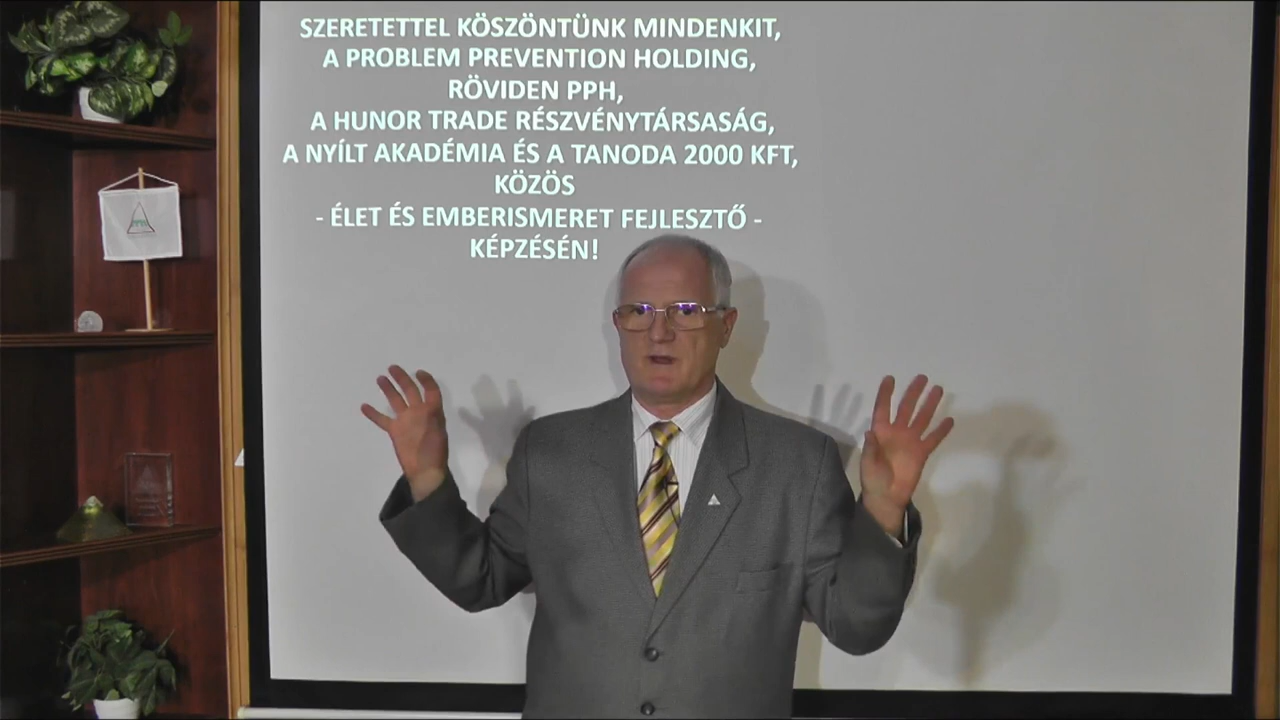 SZERETETTEL KÖSZÖNTÜNK MINDENKIT,
A PROBLEM PREVENTION HOLDING,
RÖVIDEN PPH,
A HUNOR TRADE RÉSZVÉNYTÁRSASÁG,
A NYÍLT AKADÉMIA ÉS A TANODA 2000 KFT,
KÖZÖS
- ÉLET ÉS EMBERISMERET FEJLESZTŐ -
KÉPZÉSÉN!